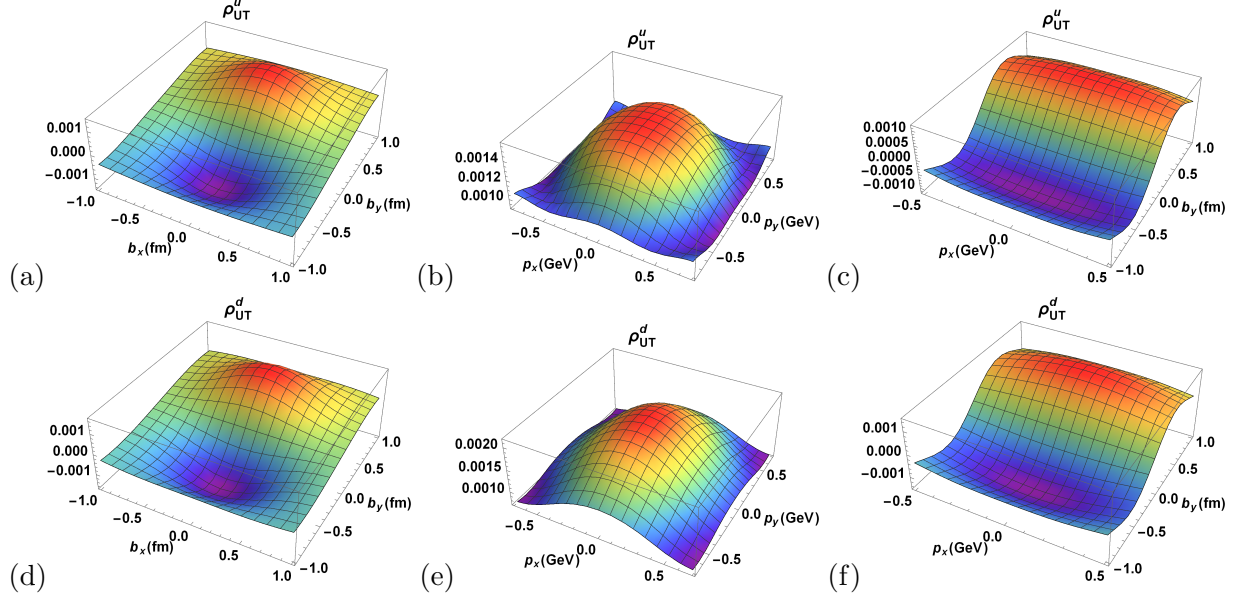 ρ^u_UT
0.001
0.000
−0.001
−1.0
−0.5
0.0
0.5
1.0
b_x(fm)
−1.0
−0.5
0.0
0.5
1.0
b_y(fm)
(a)
ρ^u_UT
0.0014
0.0012
0.0010
−0.5
0.0
0.5
p_x(GeV)
−0.5
0.0
0.5
p_y(GeV)
(b)
ρ^u_UT
0.0010
0.0005
0.0000
−0.0005
−0.0010
−0.5
0.0
0.5
p_x(GeV)
−1.0
−0.5
0.0
0.5
1.0
b_y(fm)
(c)
ρ^d_UT
0.001
0.000
−0.001
−1.0
−0.5
0.0
0.5
1.0
b_x(fm)
−1.0
−0.5
0.0
0.5
1.0
b_y(fm)
(d)
ρ^d_UT
0.0020
0.0015
0.0010
−0.5
0.0
0.5
p_x(GeV)
−0.5
0.0
0.5
p_y(GeV)
(e)
ρ^d_UT
0.001
0.000
−0.001
−0.5
0.0
0.5
p_x(GeV)
−1.0
−0.5
0.0
0.5
1.0
b_y(fm)
(f)